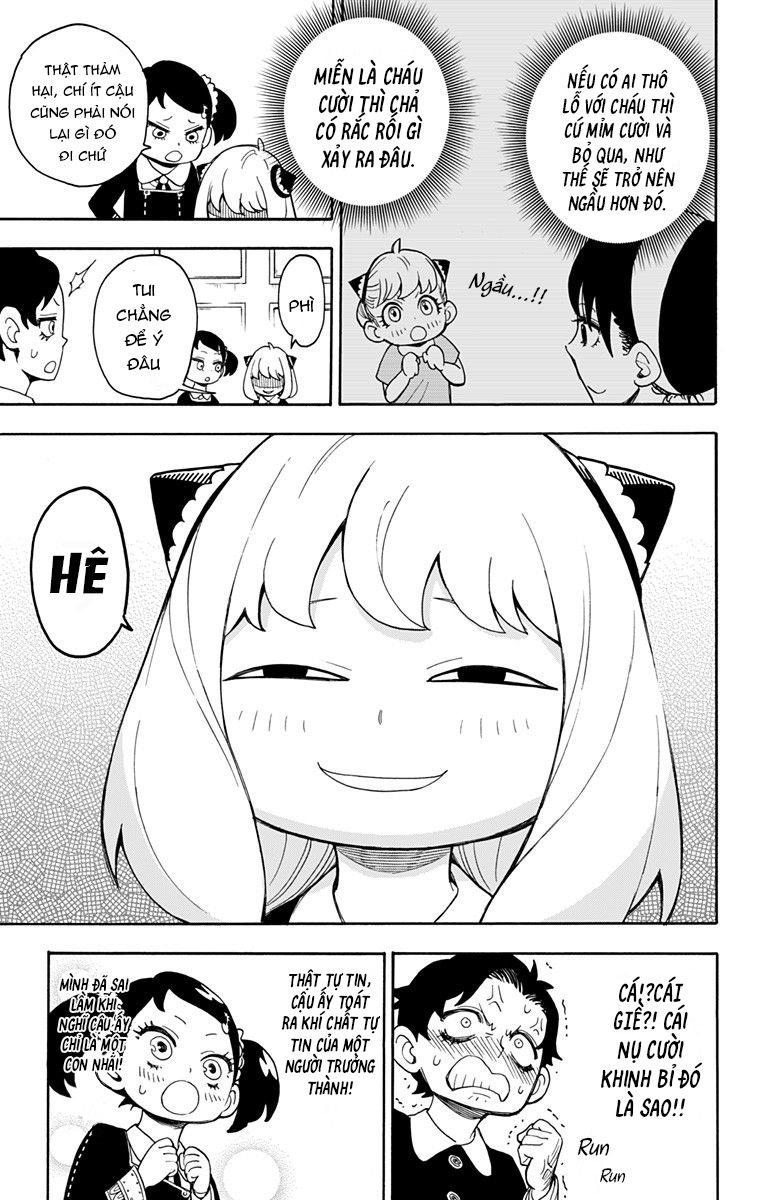 NẾU CÓ AI THÔ
LỖ VỚI CHÁU THÌ
CỨ MỈM CƯỜI VÀ
BỎ QUA, NHƯ
THẾ SẼ TRỞ NÊN
NGẦU HƠN ĐÓ.
MIỄN LÀ CHÁU
CƯỜI THÌ CHẢ
CÓ RẮC RỐI GÌ
XẢY RA ĐÂU.
Ngầu...!!
THẬT THẢM
HẠI, CHÍ ÍT CẬU
CŨNG PHẢI NÓI
LẠI GÌ ĐÓ
ĐI CHỨ
PHÌ
TUI
CHẲNG
ĐỂ Ý
ĐÂU
HÊ
CÁ!?CÁI
GIỀ?! CÁI
NỤ CƯỜI
KHINH BỈ ĐÓ
LÀ SAO!!
Run
Run
THẬT TỰ TIN,
CẬU ẤY TOÁT
RA KHÍ CHẤT TỰ
TIN CỦA MỘT
NGƯỜI TRƯỞNG
THÀNH!
MÌNH ĐÃ SAI
LẦM KHI
NGHĨ CẬU ẤY
CHỈ LÀ MỘT
CON NHÃI!